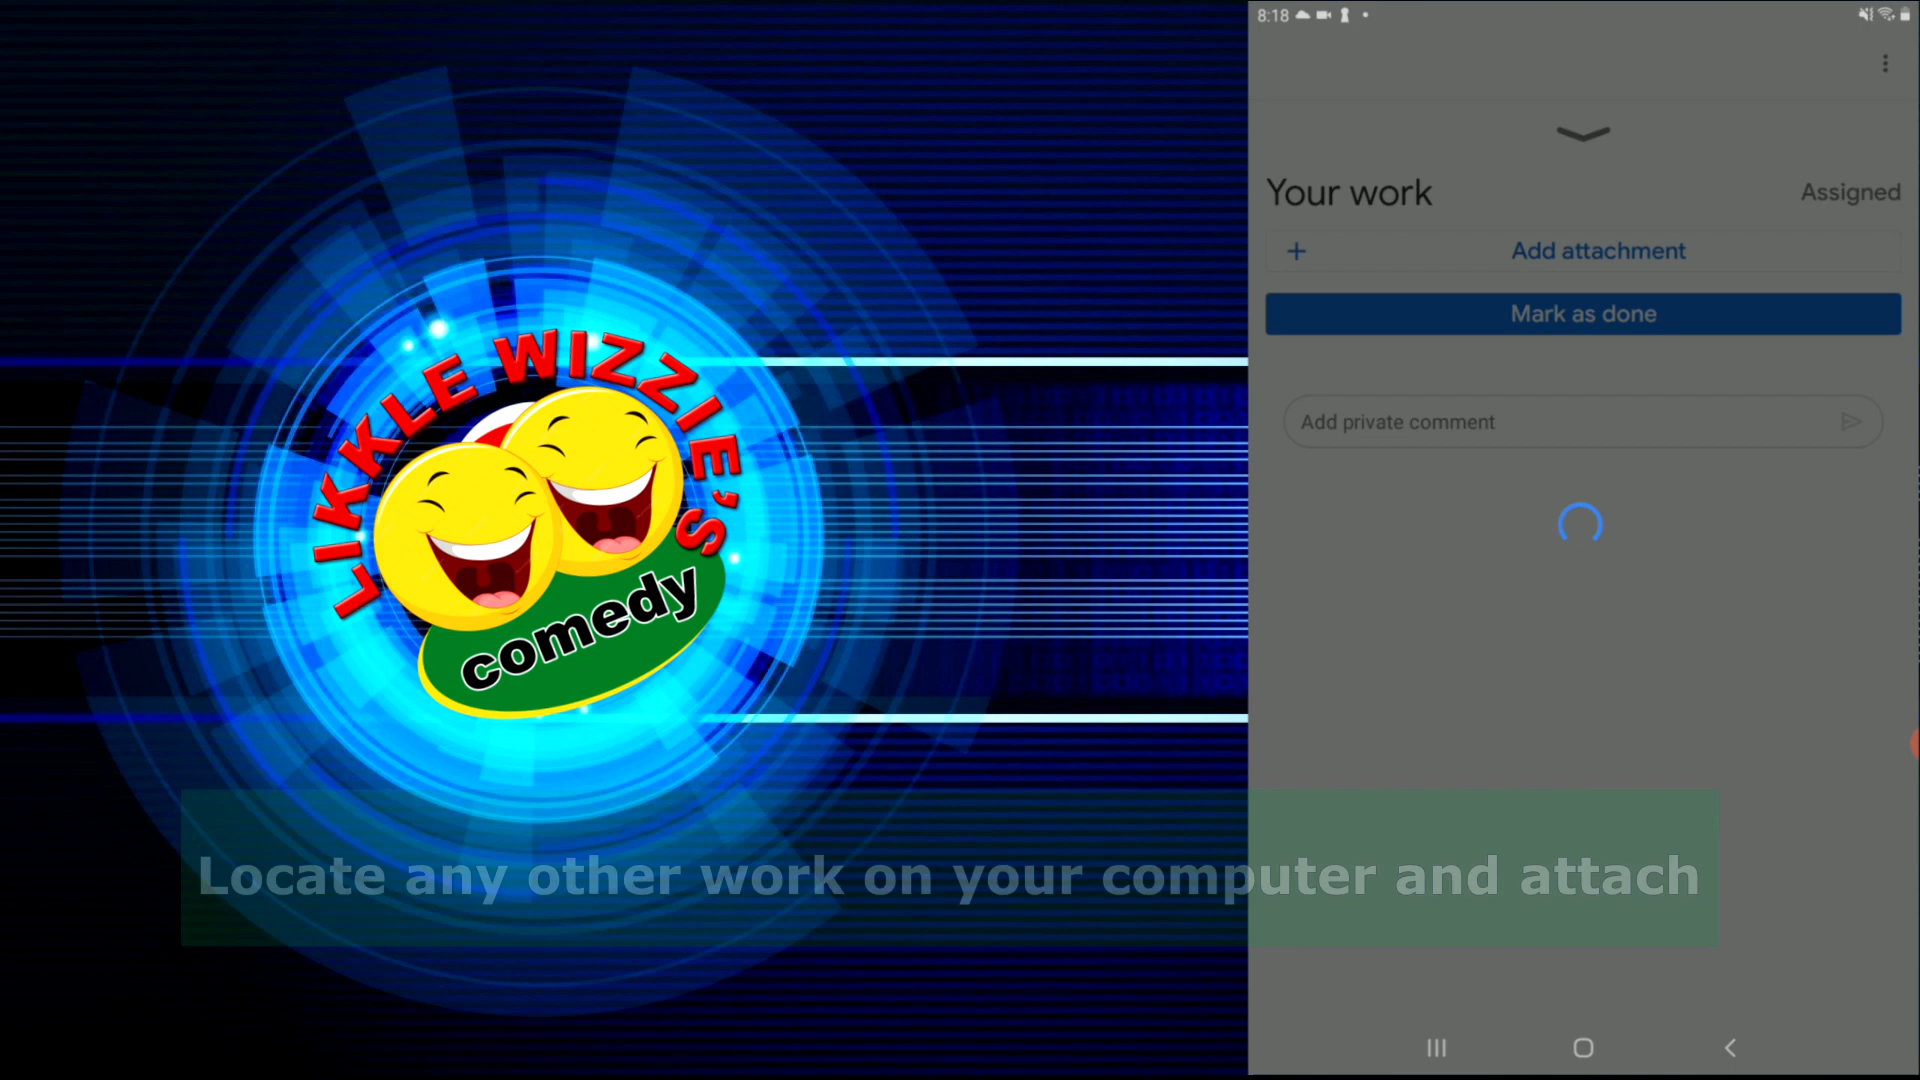 LIKKLE WIZZIE'S
comedy
8:18
Your work
Assigned
+ Add attachment
Mark as done
Add private comment
Locate any other work on your computer and attach